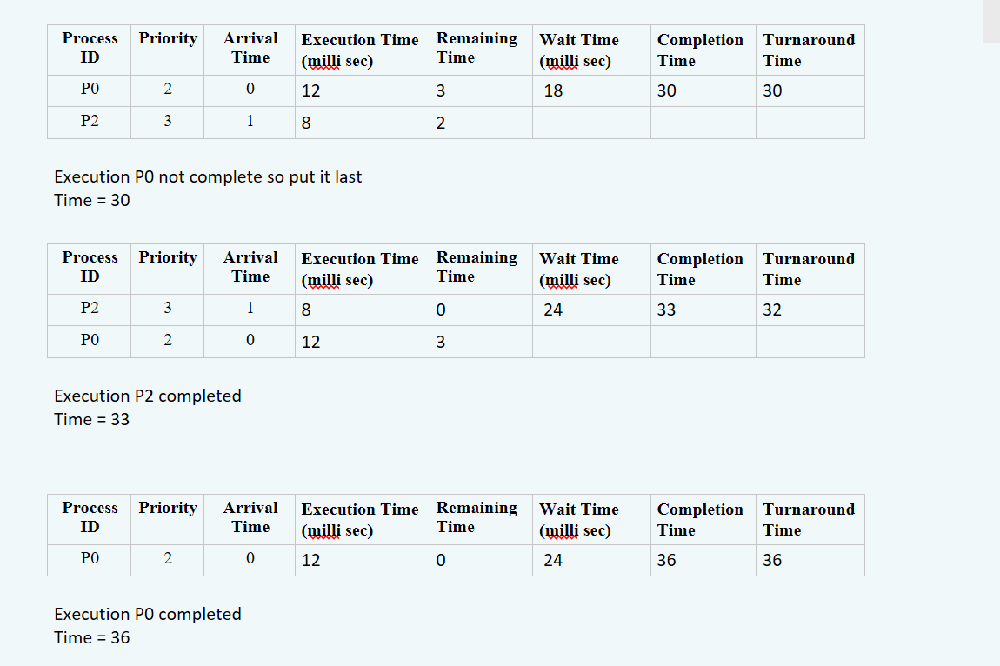 Process ID Priority Arrival Time Execution Time (milli sec) Remaining Time Wait Time (milli sec) Completion Time Turnaround Time
P0 2 0 12 3 18 30 30
P2 3 1 8 2
Execution P0 not complete so put it last
Time = 30
Process ID Priority Arrival Time Execution Time (milli sec) Remaining Time Wait Time (milli sec) Completion Time Turnaround Time
P2 3 1 8 0 24 33 32
P0 2 0 12 3
Execution P2 completed
Time = 33
Process ID Priority Arrival Time Execution Time (milli sec) Remaining Time Wait Time (milli sec) Completion Time Turnaround Time
P0 2 0 12 0 24 36 36
Execution P0 completed
Time = 36